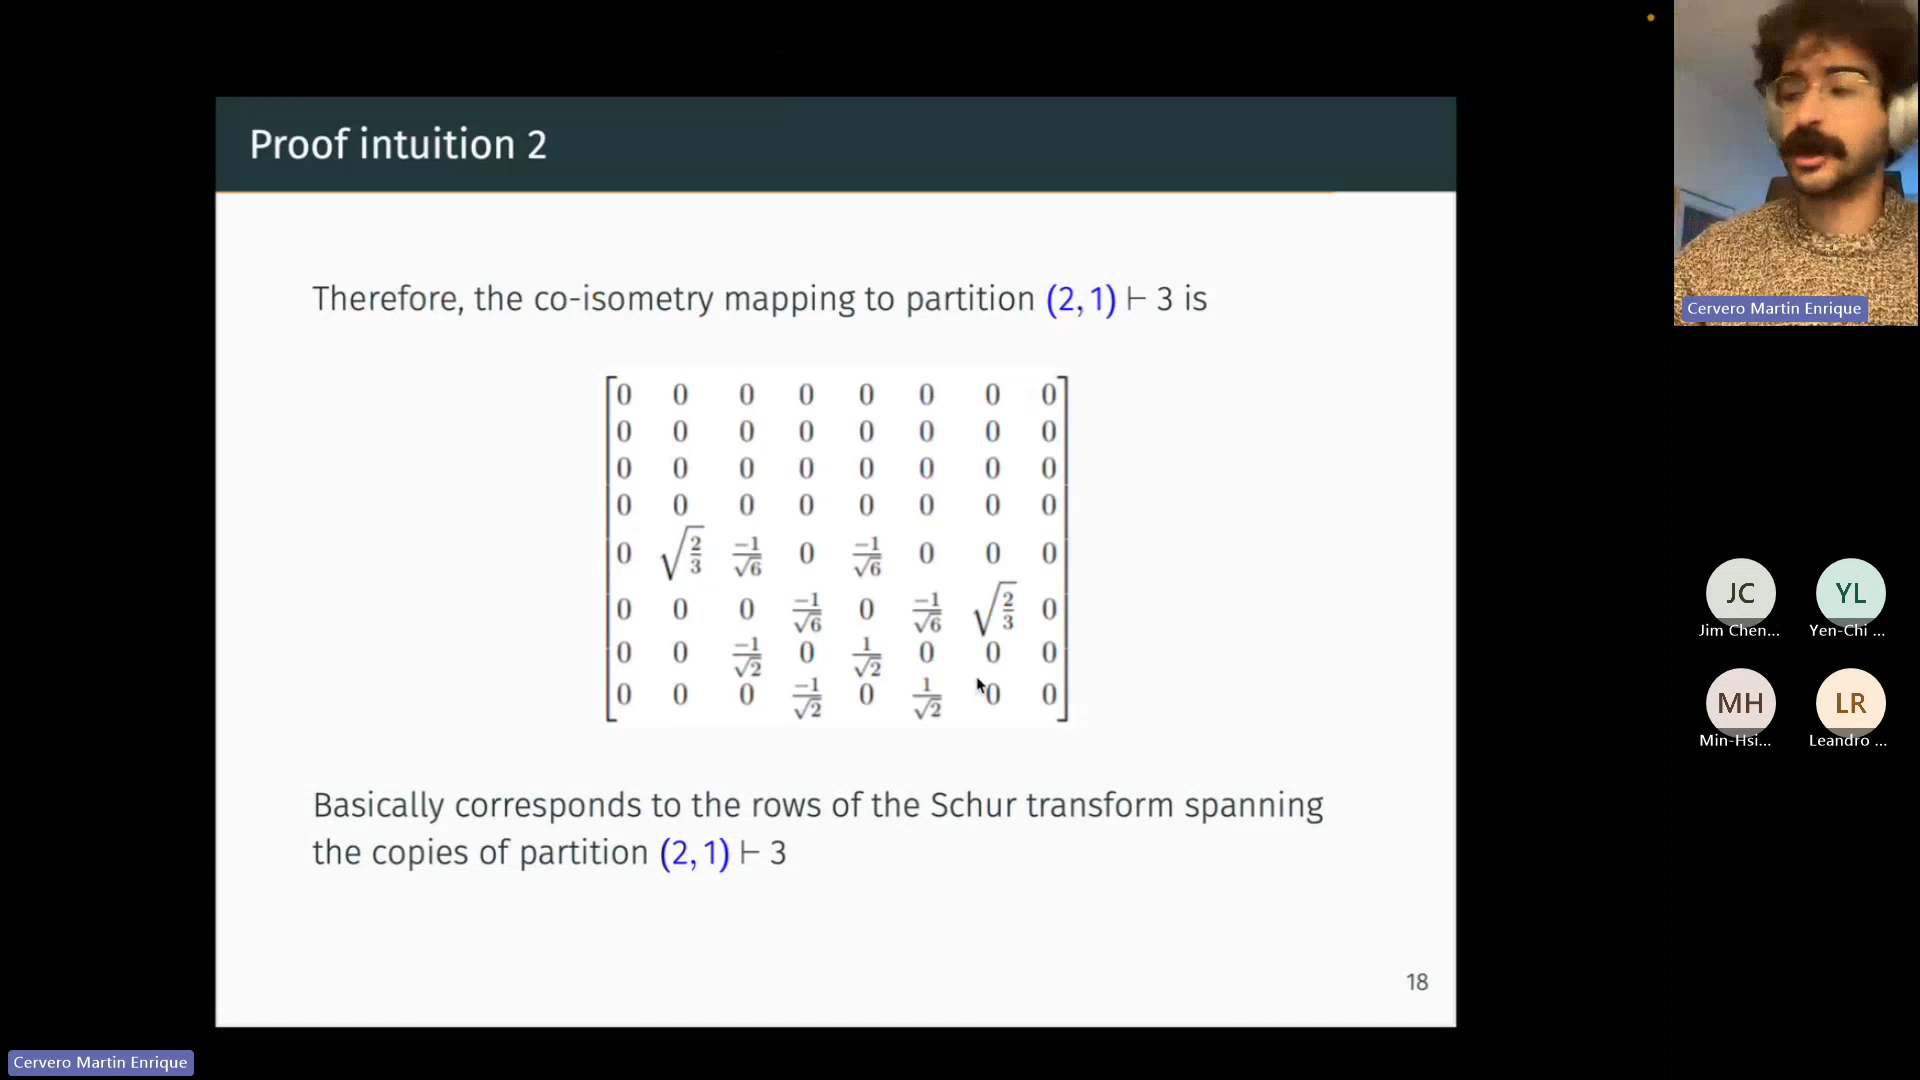 Proof intuition 2
Therefore, the co-isometry mapping to partition (2, 1) ⊢ 3 is
0 0 0 0 0 0 0 0
0 0 0 0 0 0 0 0
0 0 0 0 0 0 0 0
0 0 0 0 0 0 0 0
0 √(2/3) −1/√6 0 −1/√6 0 0 0
0 0 0 −1/√6 0 −1/√6 √(2/3) 0
0 0 −1/√2 0 1/√2 0 0 0
0 0 0 −1/√2 0 1/√2 0 0
Basically corresponds to the rows of the Schur transform spanning
the copies of partition (2, 1) ⊢ 3
18
Cervero Martin Enrique
JC
Jim Chen...
YL
Yen-Chi ...
MH
Min-Hsi...
LR
Leandro ...
Cervero Martin Enrique